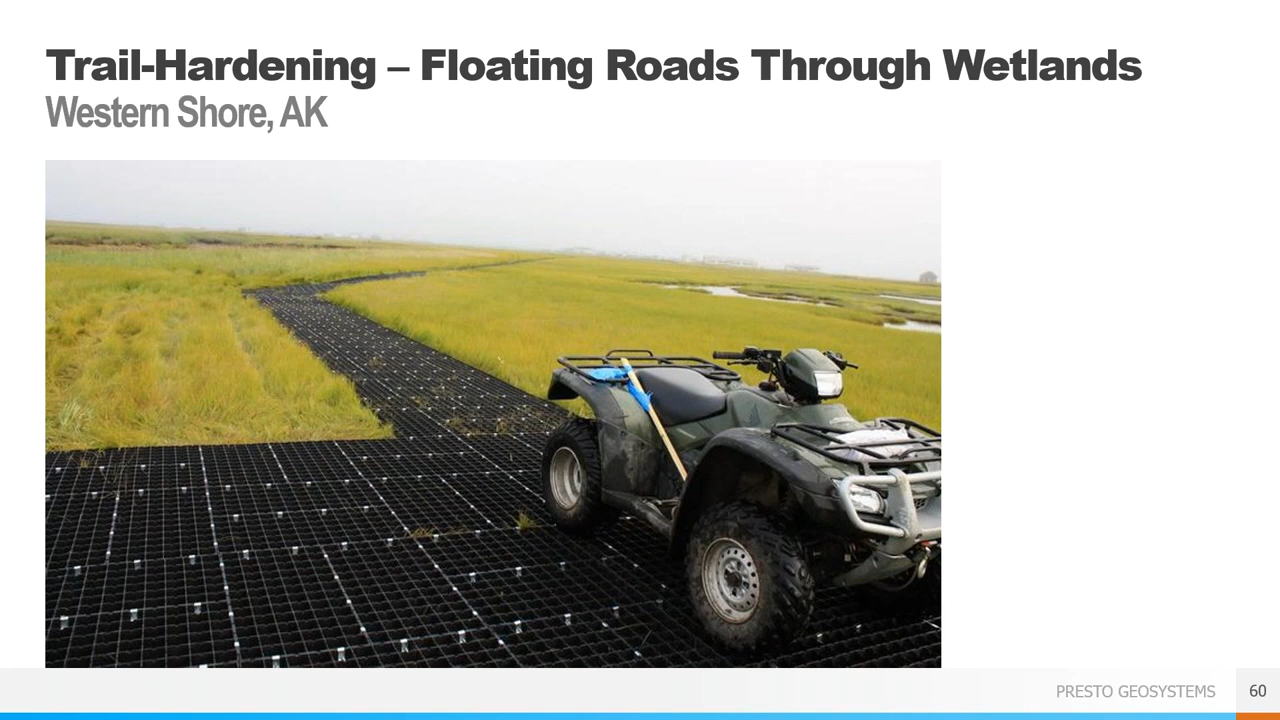 Trail-Hardening – Floating Roads Through Wetlands
Western Shore, AK
PRESTO GEOSYSTEMS
60